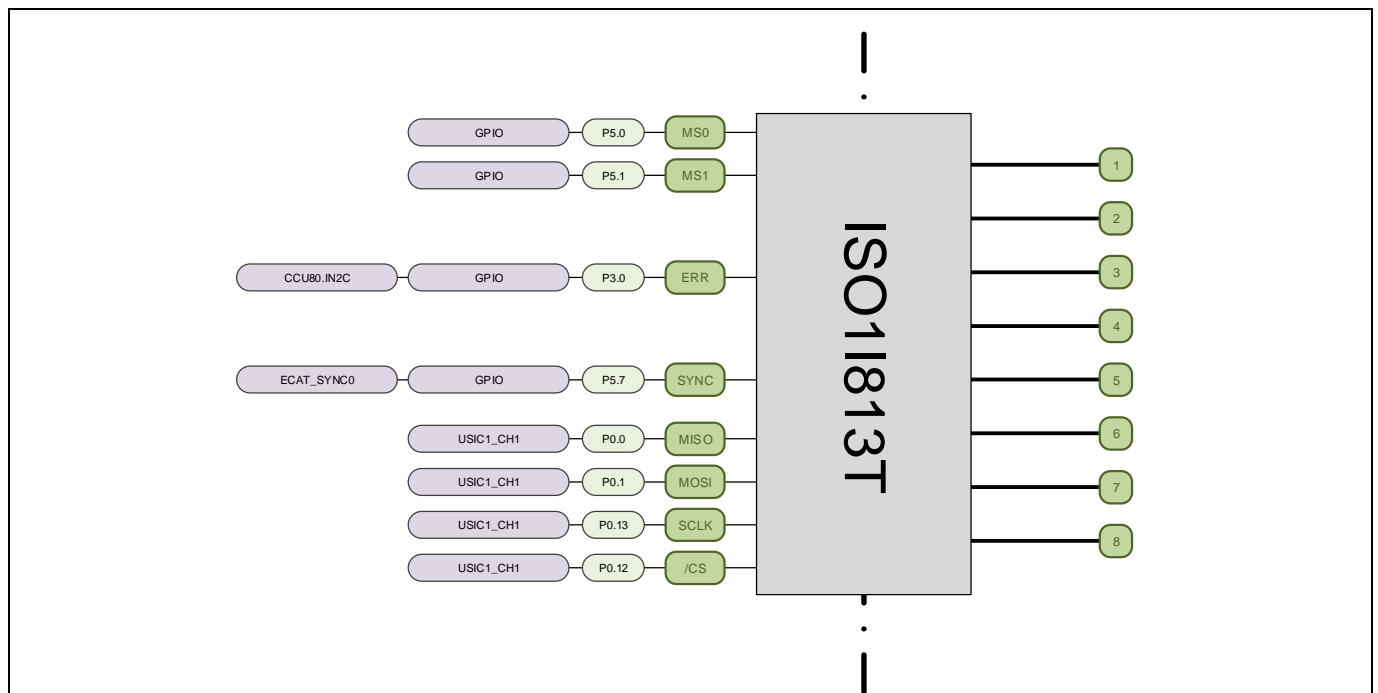 GPIO P5.0 MS0
GPIO P5.1 MS1
CCU80.IN2C GPIO P3.0 ERR
ECAT_SYNC0 GPIO P5.7 SYNC
USIC1_CH1 P0.0 MISO
USIC1_CH1 P0.1 MOSI
USIC1_CH1 P0.13 SCLK
USIC1_CH1 P0.12 /CS
ISO1I813T
1
2
3
4
5
6
7
8